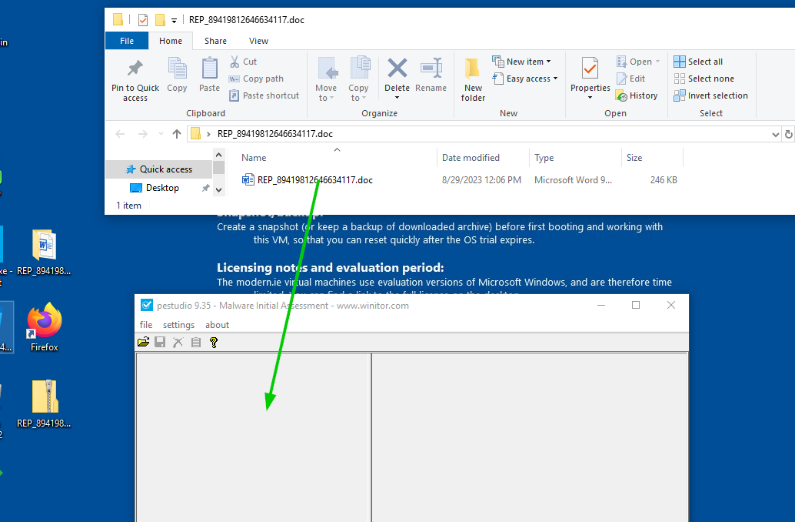 REP_89419812646634117.doc
File Home Share View
Pin to Quick access
Copy
Paste
Cut
Copy path
Paste shortcut
Clipboard
Move to
Copy to
Delete
Rename
Organize
New folder
New item
Easy access
New
Properties
Open
Edit
History
Open
Select all
Select none
Invert selection
Select
REP_89419812646634117.doc
Quick access
Desktop
Name Date modified Type Size
REP_89419812646634117.doc 8/29/2023 12:06 PM Microsoft Word 9... 246 KB
1 item
Create a snapshot (or keep a backup of downloaded archive) before first booting and working with
this VM, so that you can reset quickly after the OS trial expires.
Licensing notes and evaluation period:
The modern.ie virtual machines use evaluation versions of Microsoft Windows, and are therefore time
pestudio 9.35 - Malware Initial Assessment - www.winitor.com
file settings about
in
xe -
t
REP_894198...
4...
Firefox
2
REP_894198...